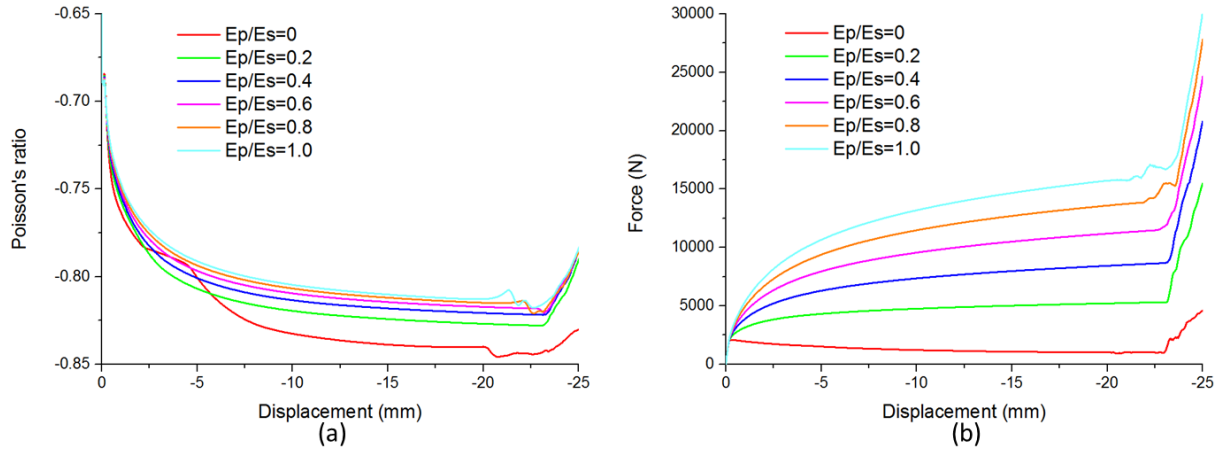 -0.65
-0.70
-0.75
-0.80
-0.85
Poisson's ratio
Ep/Es=0
Ep/Es=0.2
Ep/Es=0.4
Ep/Es=0.6
Ep/Es=0.8
Ep/Es=1.0
0 -5 -10 -15 -20 -25
Displacement (mm)
(a)
30000
25000
20000
15000
10000
5000
0
Force (N)
Ep/Es=0
Ep/Es=0.2
Ep/Es=0.4
Ep/Es=0.6
Ep/Es=0.8
Ep/Es=1.0
0 -5 -10 -15 -20 -25
Displacement (mm)
(b)